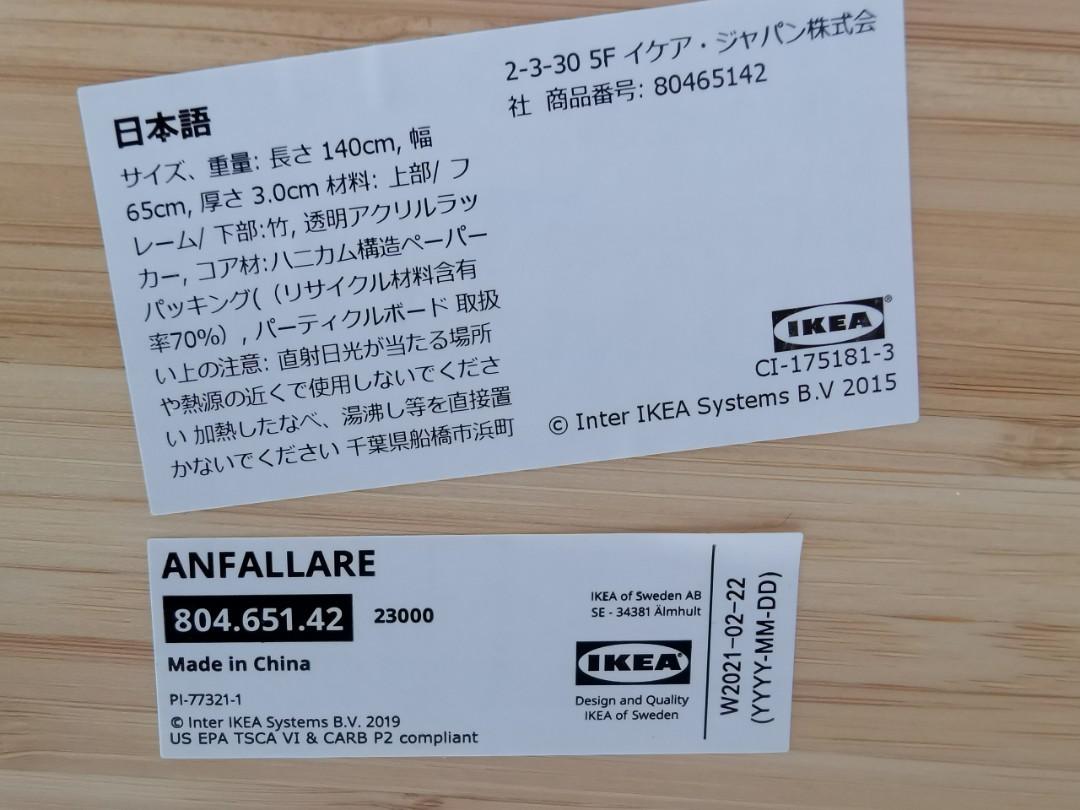 日本語
サイズ、重量: 長さ 140cm, 幅
65cm, 厚さ 3.0cm 材料: 上部/ フ
レーム/ 下部:竹, 透明アクリルラッ
カー, コア材:ハニカム構造ペーパー
パッキング(（リサイクル材料含有
率70%）, パーティクルボード 取扱
い上の注意: 直射日光が当たる場所
や熱源の近くで使用しないでくださ
い 加熱したなべ、湯沸し等を直接置
かないでください 千葉県船橋市浜町
2-3-30 5F イケア・ジャパン株式会
社 商品番号: 80465142
IKEA®
CI-175181-3
© Inter IKEA Systems B.V 2015
ANFALLARE
804.651.42 23000
Made in China
PI-77321-1
© Inter IKEA Systems B.V. 2019
US EPA TSCA VI & CARB P2 compliant
IKEA of Sweden AB
SE - 34381 Älmhult
IKEA®
Design and Quality
IKEA of Sweden
W2021-02-22
(YYYY-MM-DD)